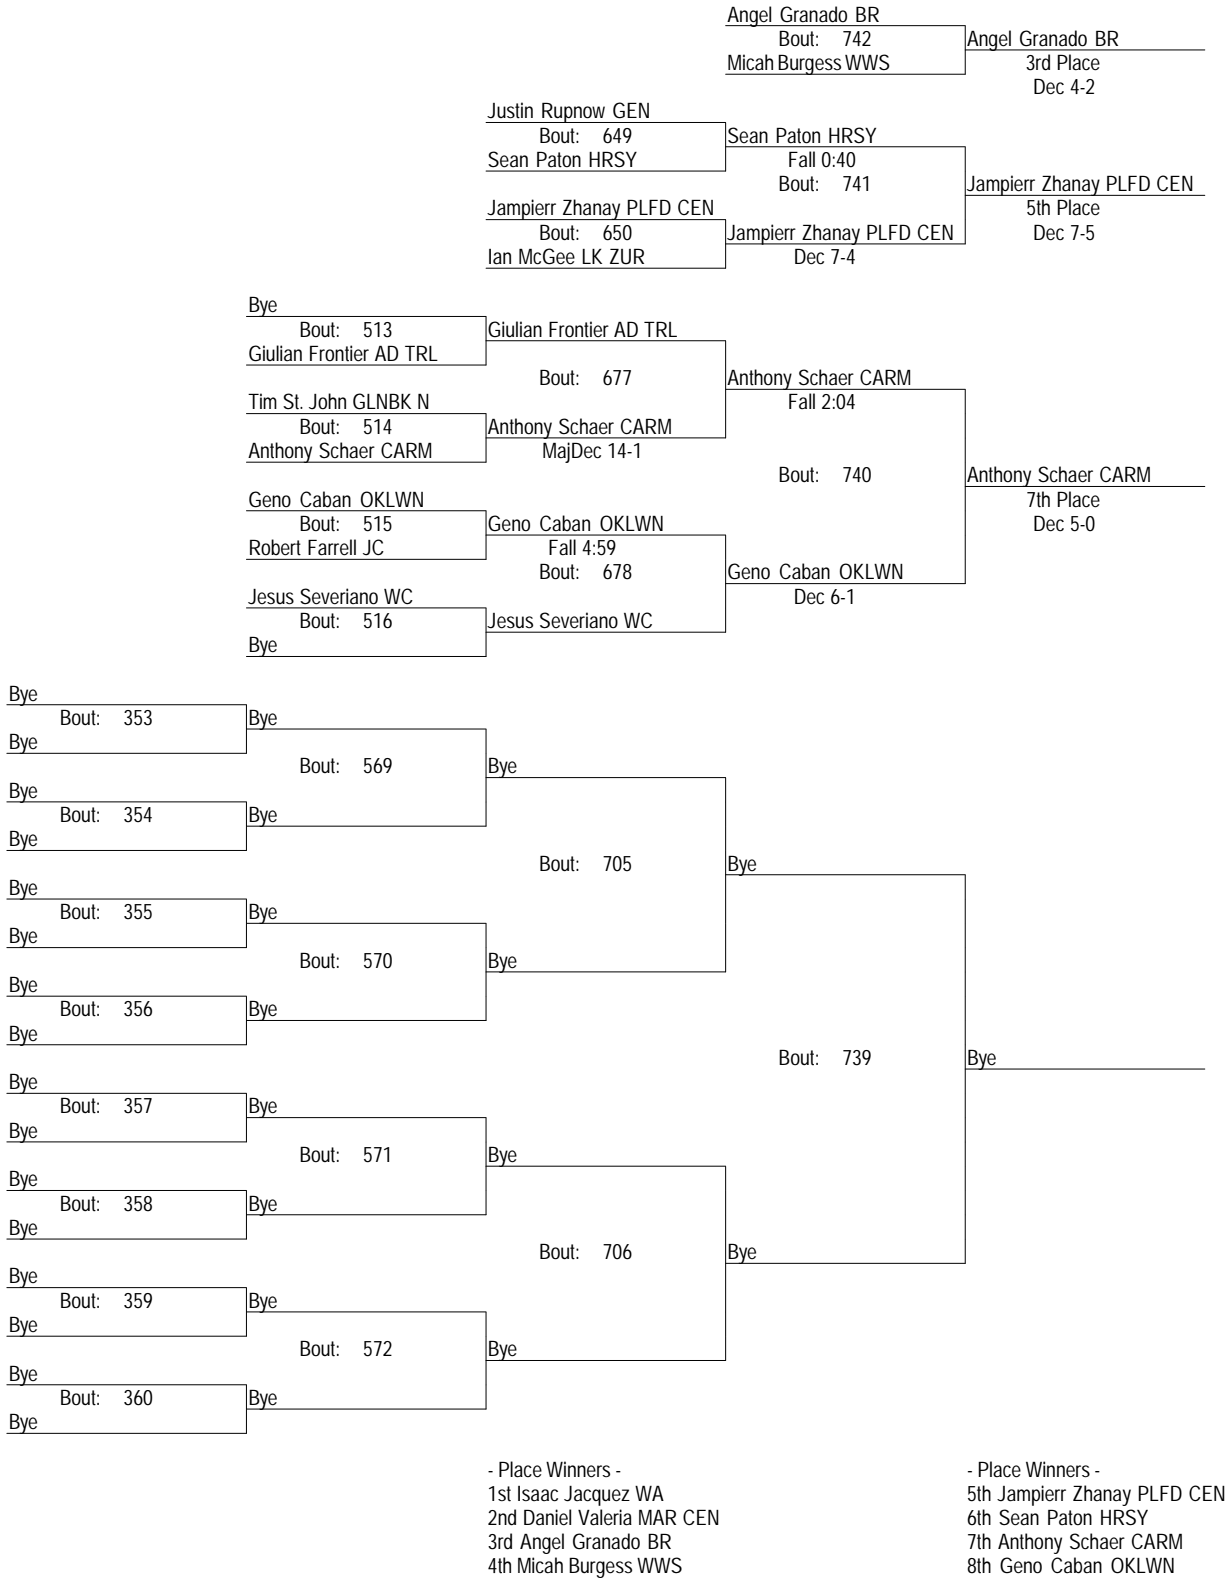 Angel Granado BR
Bout: 742
Angel Granado BR
Micah Burgess WWS
3rd Place
Dec 4-2
Justin Rupnow GEN
Bout: 649
Sean Paton HRSY
Sean Paton HRSY
Fall 0:40
Bout: 741
Jampierr Zhanay PLFD CEN
5th Place
Dec 7-5
Jampierr Zhanay PLFD CEN
Bout: 650
Jampierr Zhanay PLFD CEN
Ian McGee LK ZUR
Dec 7-4
Bye
Bout: 513
Giulian Frontier AD TRL
Giulian Frontier AD TRL
Bout: 677
Anthony Schaer CARM
Fall 2:04
Tim St. John GLNBK N
Bout: 514
Anthony Schaer CARM
Anthony Schaer CARM
MajDec 14-1
Bout: 740
Anthony Schaer CARM
7th Place
Dec 5-0
Geno Caban OKLWN
Bout: 515
Geno Caban OKLWN
Robert Farrell JC
Fall 4:59
Bout: 678
Geno Caban OKLWN
Dec 6-1
Jesus Severiano WC
Bout: 516
Jesus Severiano WC
Bye
Bye
Bout: 353
Bye
Bye
Bout: 569
Bye
Bye
Bout: 354
Bye
Bye
Bout: 705
Bye
Bye
Bout: 355
Bye
Bye
Bout: 570
Bye
Bye
Bout: 356
Bye
Bye
Bout: 739
Bye
Bye
Bout: 357
Bye
Bye
Bout: 571
Bye
Bye
Bout: 358
Bye
Bye
Bout: 706
Bye
Bye
Bout: 359
Bye
Bye
Bout: 572
Bye
Bye
Bout: 360
Bye
Bye
- Place Winners -
1st Isaac Jacquez WA
2nd Daniel Valeria MAR CEN
3rd Angel Granado BR
4th Micah Burgess WWS
- Place Winners -
5th Jampierr Zhanay PLFD CEN
6th Sean Paton HRSY
7th Anthony Schaer CARM
8th Geno Caban OKLWN